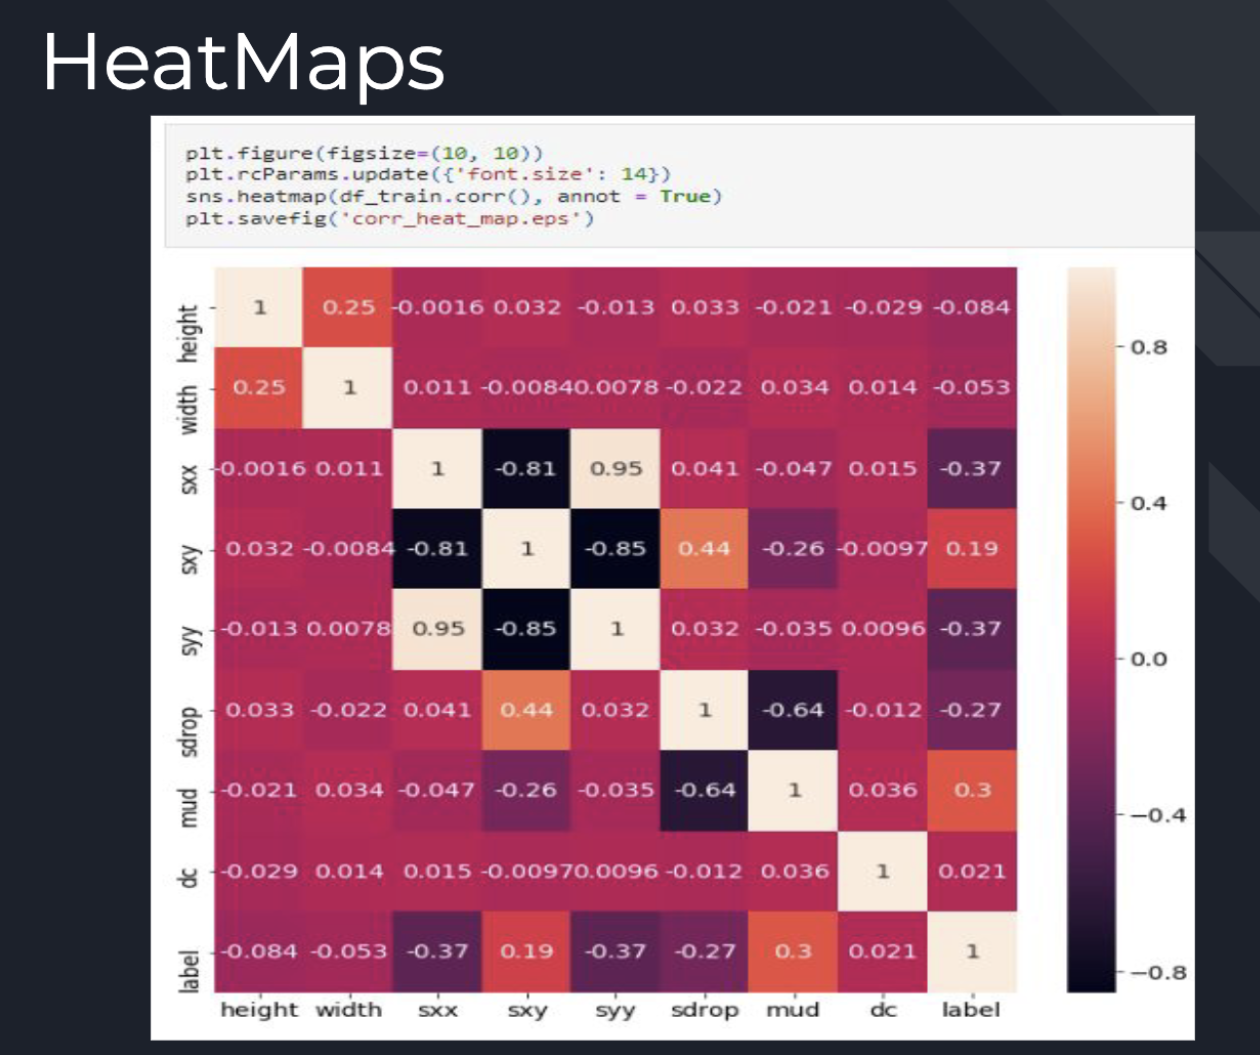 HeatMaps
plt.figure(figsize=(10, 10))
plt.rcParams.update({'font.size': 14})
sns.heatmap(df_train.corr(), annot = True)
plt.savefig('corr_heat_map.eps')
height 1 0.25 -0.0016 0.032 -0.013 0.033 -0.021 -0.029 -0.084
width 0.25 1 0.011 -0.0084 0.0078 -0.022 0.034 0.014 -0.053
sxx -0.0016 0.011 1 -0.81 0.95 0.041 -0.047 0.015 -0.37
sxy 0.032 -0.0084 -0.81 1 -0.85 0.44 -0.26 -0.0097 0.19
syy -0.013 0.0078 0.95 -0.85 1 0.032 -0.035 0.0096 -0.37
sdrop 0.033 -0.022 0.041 0.44 0.032 1 -0.64 -0.012 -0.27
mud -0.021 0.034 -0.047 -0.26 -0.035 -0.64 1 0.036 0.3
dc -0.029 0.014 0.015 -0.0097 0.0096 -0.012 0.036 1 0.021
label -0.084 -0.053 -0.37 0.19 -0.37 -0.27 0.3 0.021 1
height width sxx sxy syy sdrop mud dc label
0.8
0.4
0.0
−0.4
−0.8